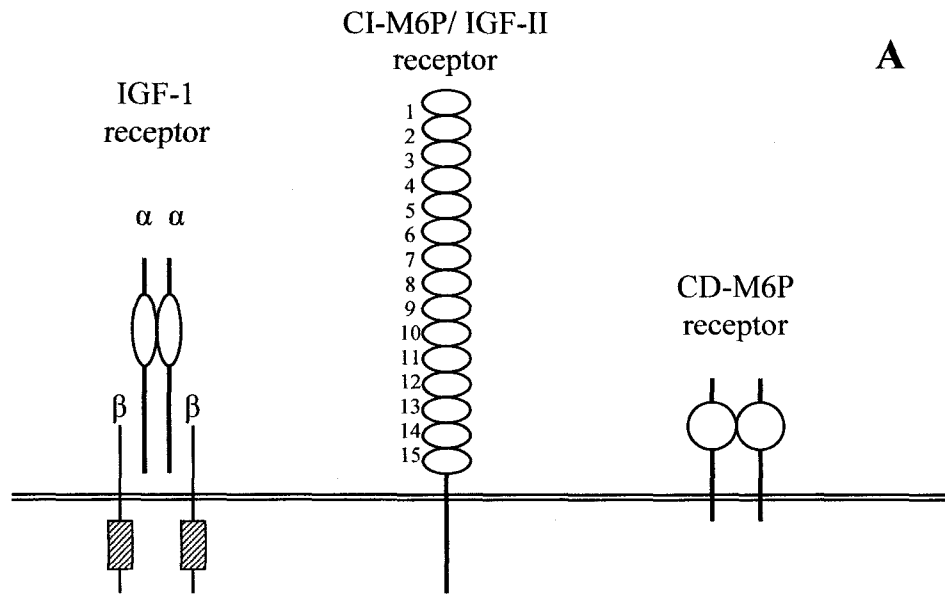 CI-M6P/ IGF-II
receptor
A
IGF-1
receptor
α α
β β
1
2
3
4
5
6
7
8
9
10
11
12
13
14
15
CD-M6P
receptor